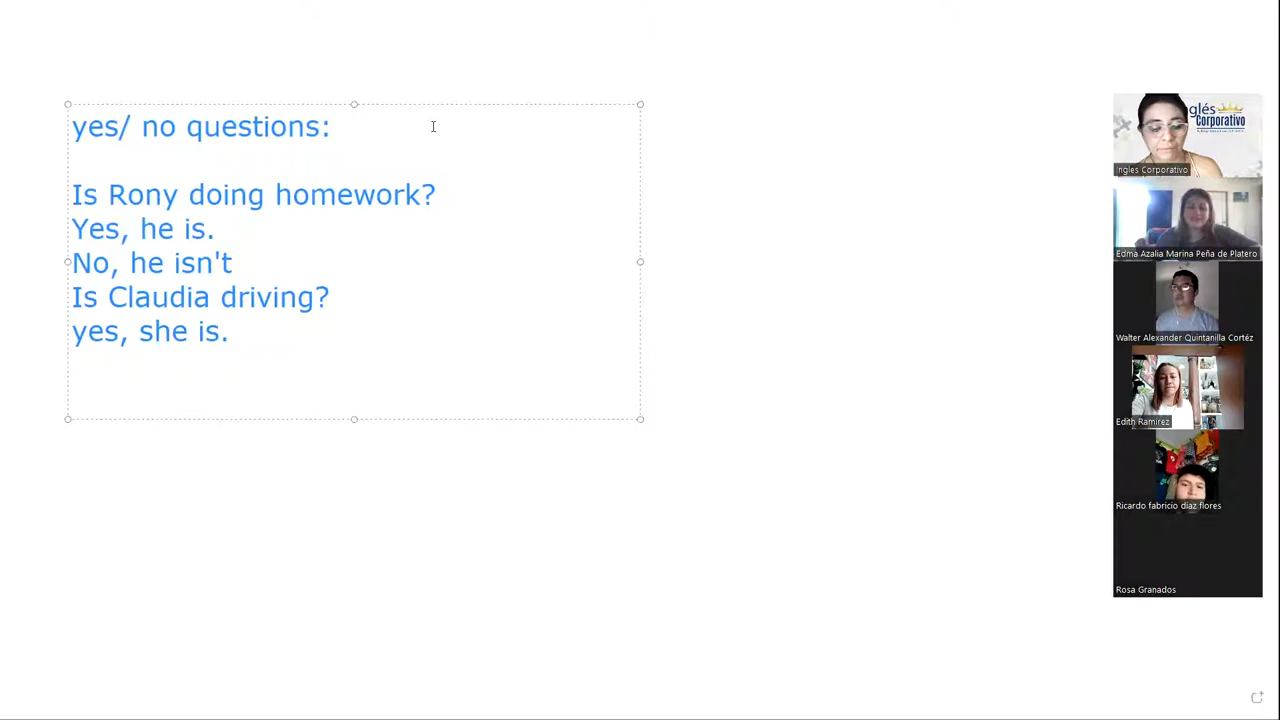 yes/ no questions:
Is Rony doing homework?
Yes, he is.
No, he isn't
Is Claudia driving?
yes, she is.
glés
Corporativo
Ingles Corporativo
Edma Azalia Marina Peña de Platero
Walter Alexander Quintanilla Cortéz
Edith Ramirez
Ricardo fabricio diaz flores
Rosa Granados